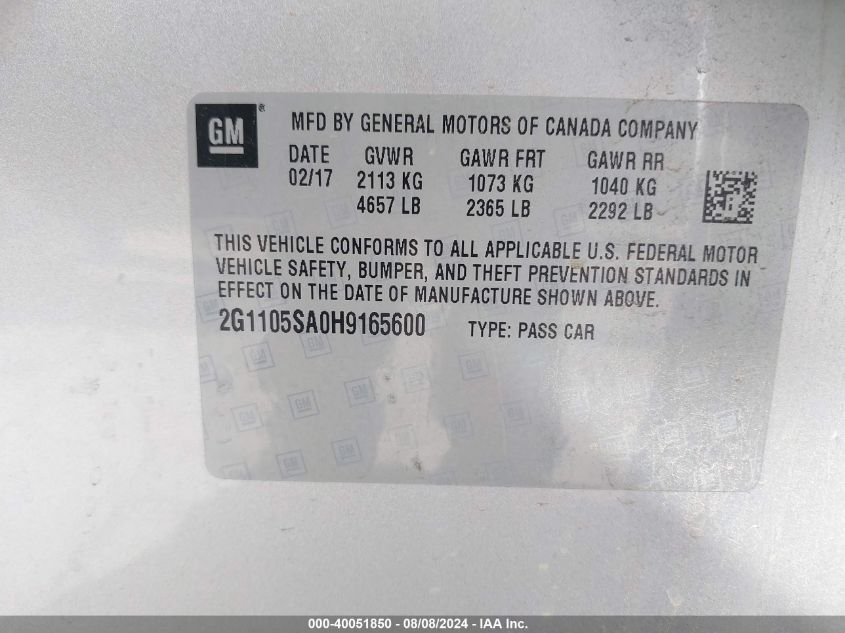 GM ®
MFD BY GENERAL MOTORS OF CANADA COMPANY
DATE GVWR GAWR FRT GAWR RR
02/17 2113 KG 1073 KG 1040 KG
4657 LB 2365 LB 2292 LB
THIS VEHICLE CONFORMS TO ALL APPLICABLE U.S. FEDERAL MOTOR
VEHICLE SAFETY, BUMPER, AND THEFT PREVENTION STANDARDS IN
EFFECT ON THE DATE OF MANUFACTURE SHOWN ABOVE.
2G1105SA0H9165600 TYPE: PASS CAR
000-40051850 - 08/08/2024 - IAA Inc.